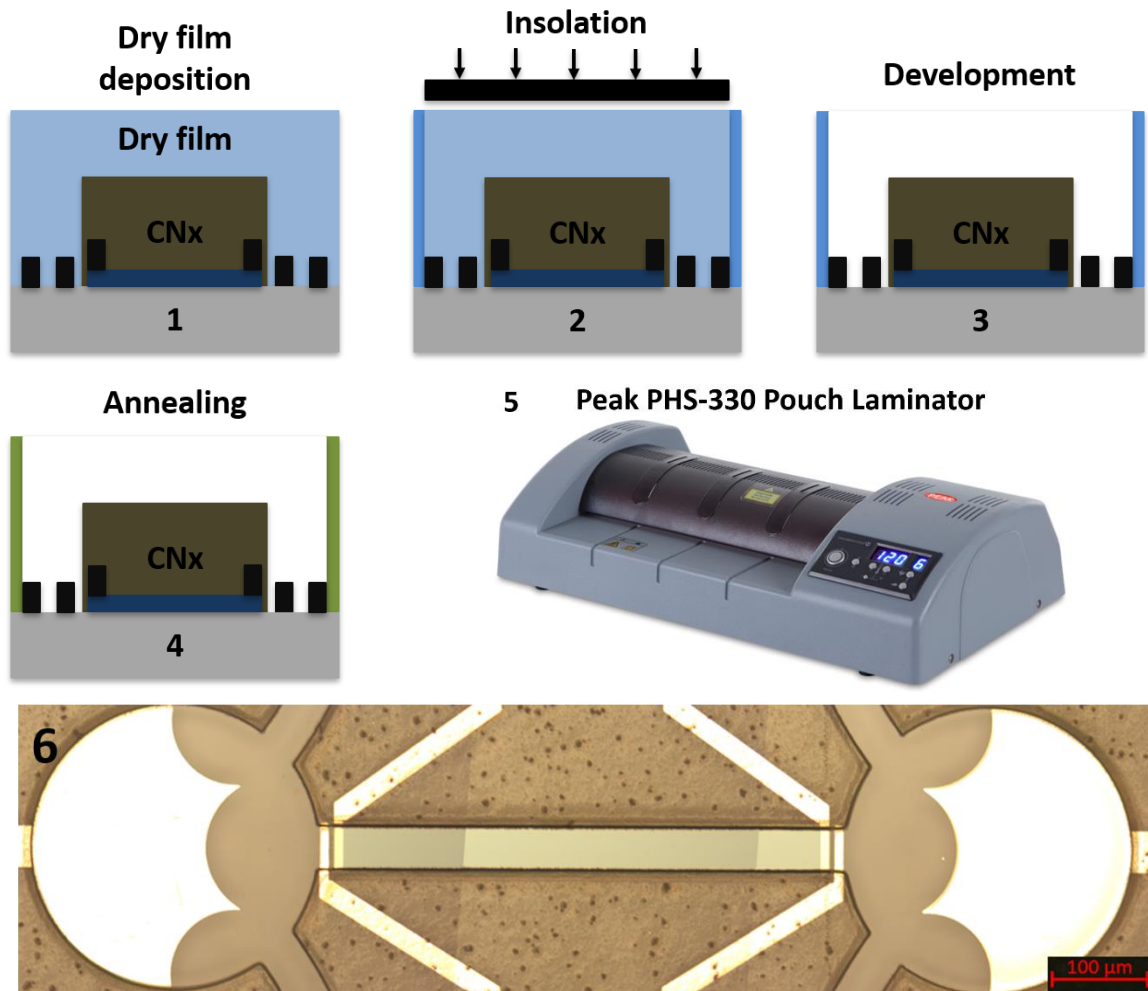 Dry film
deposition
Dry film
CNx
1
Insolation
CNx
2
Development
CNx
3
Annealing
CNx
4
5 Peak PHS-330 Pouch Laminator
PEAK
120 6
6
100 µm